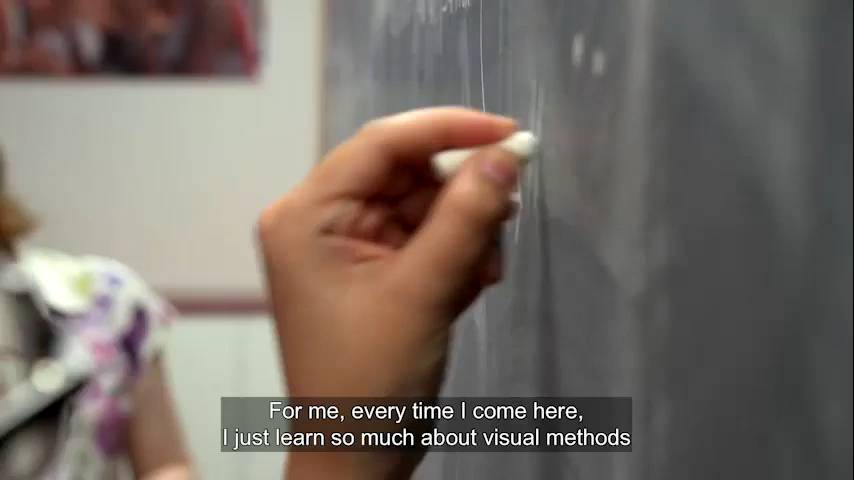 For me, every time I come here,
I just learn so much about visual methods